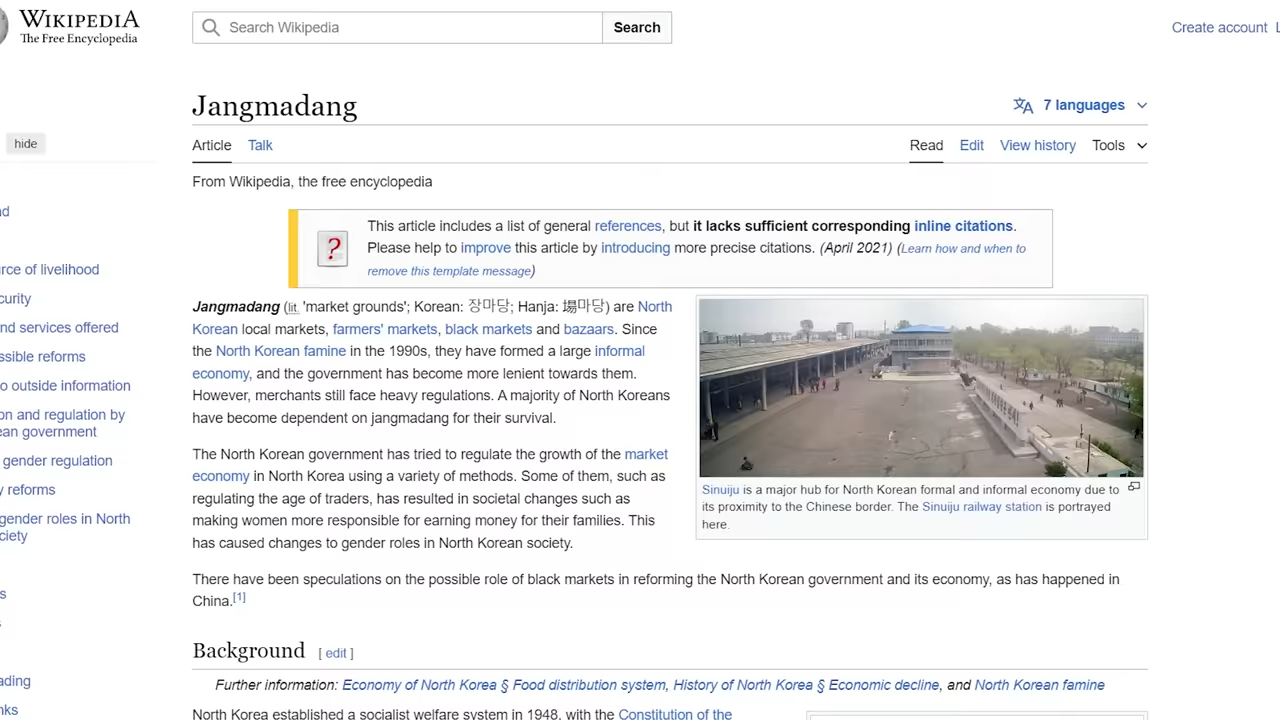 WIKIPEDIA
The Free Encyclopedia
Search Wikipedia
Search
Create account
hide
Jangmadang
7 languages
Article Talk
Read Edit View history Tools
From Wikipedia, the free encyclopedia
This article includes a list of general references, but it lacks sufficient corresponding inline citations.
Please help to improve this article by introducing more precise citations. (April 2021) (Learn how and when to
remove this template message)
of livelihood
and services offered
reforms
to outside information
and regulation by
government
gender regulation
reforms
gender roles in North
Jangmadang (lit. 'market grounds'; Korean: 장마당; Hanja: 場마당) are North
Korean local markets, farmers' markets, black markets and bazaars. Since
the North Korean famine in the 1990s, they have formed a large informal
economy, and the government has become more lenient towards them.
However, merchants still face heavy regulations. A majority of North Koreans
have become dependent on jangmadang for their survival.
The North Korean government has tried to regulate the growth of the market
economy in North Korea using a variety of methods. Some of them, such as
regulating the age of traders, has resulted in societal changes such as
making women more responsible for earning money for their families. This
has caused changes to gender roles in North Korean society.
Sinuiju is a major hub for North Korean formal and informal economy due to
its proximity to the Chinese border. The Sinuiju railway station is portrayed
here.
There have been speculations on the possible role of black markets in reforming the North Korean government and its economy, as has happened in
China.[1]
Background [ edit ]
Further information: Economy of North Korea § Food distribution system, History of North Korea § Economic decline, and North Korean famine
North Korea established a socialist welfare system in 1948, with the Constitution of the